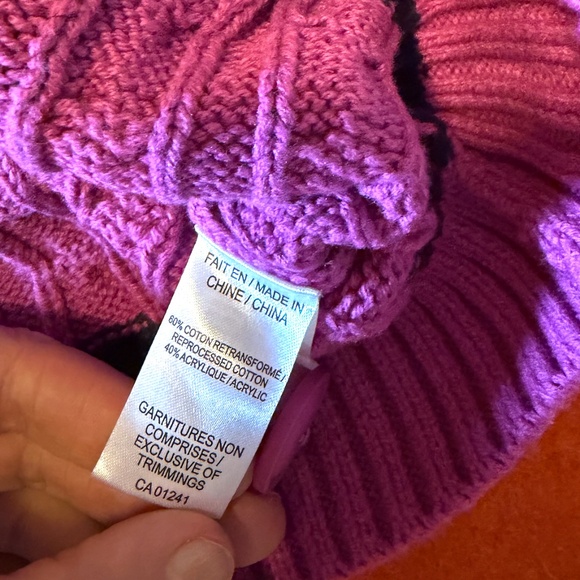 FAIT EN / MADE IN
CHINE / CHINA
60% COTON RETRANSFORMÉ /
REPROCESSED COTTON
40% ACRYLIQUE / ACRYLIC
GARNITURES NON
COMPRISES /
EXCLUSIVE OF
TRIMMINGS
CA 01241